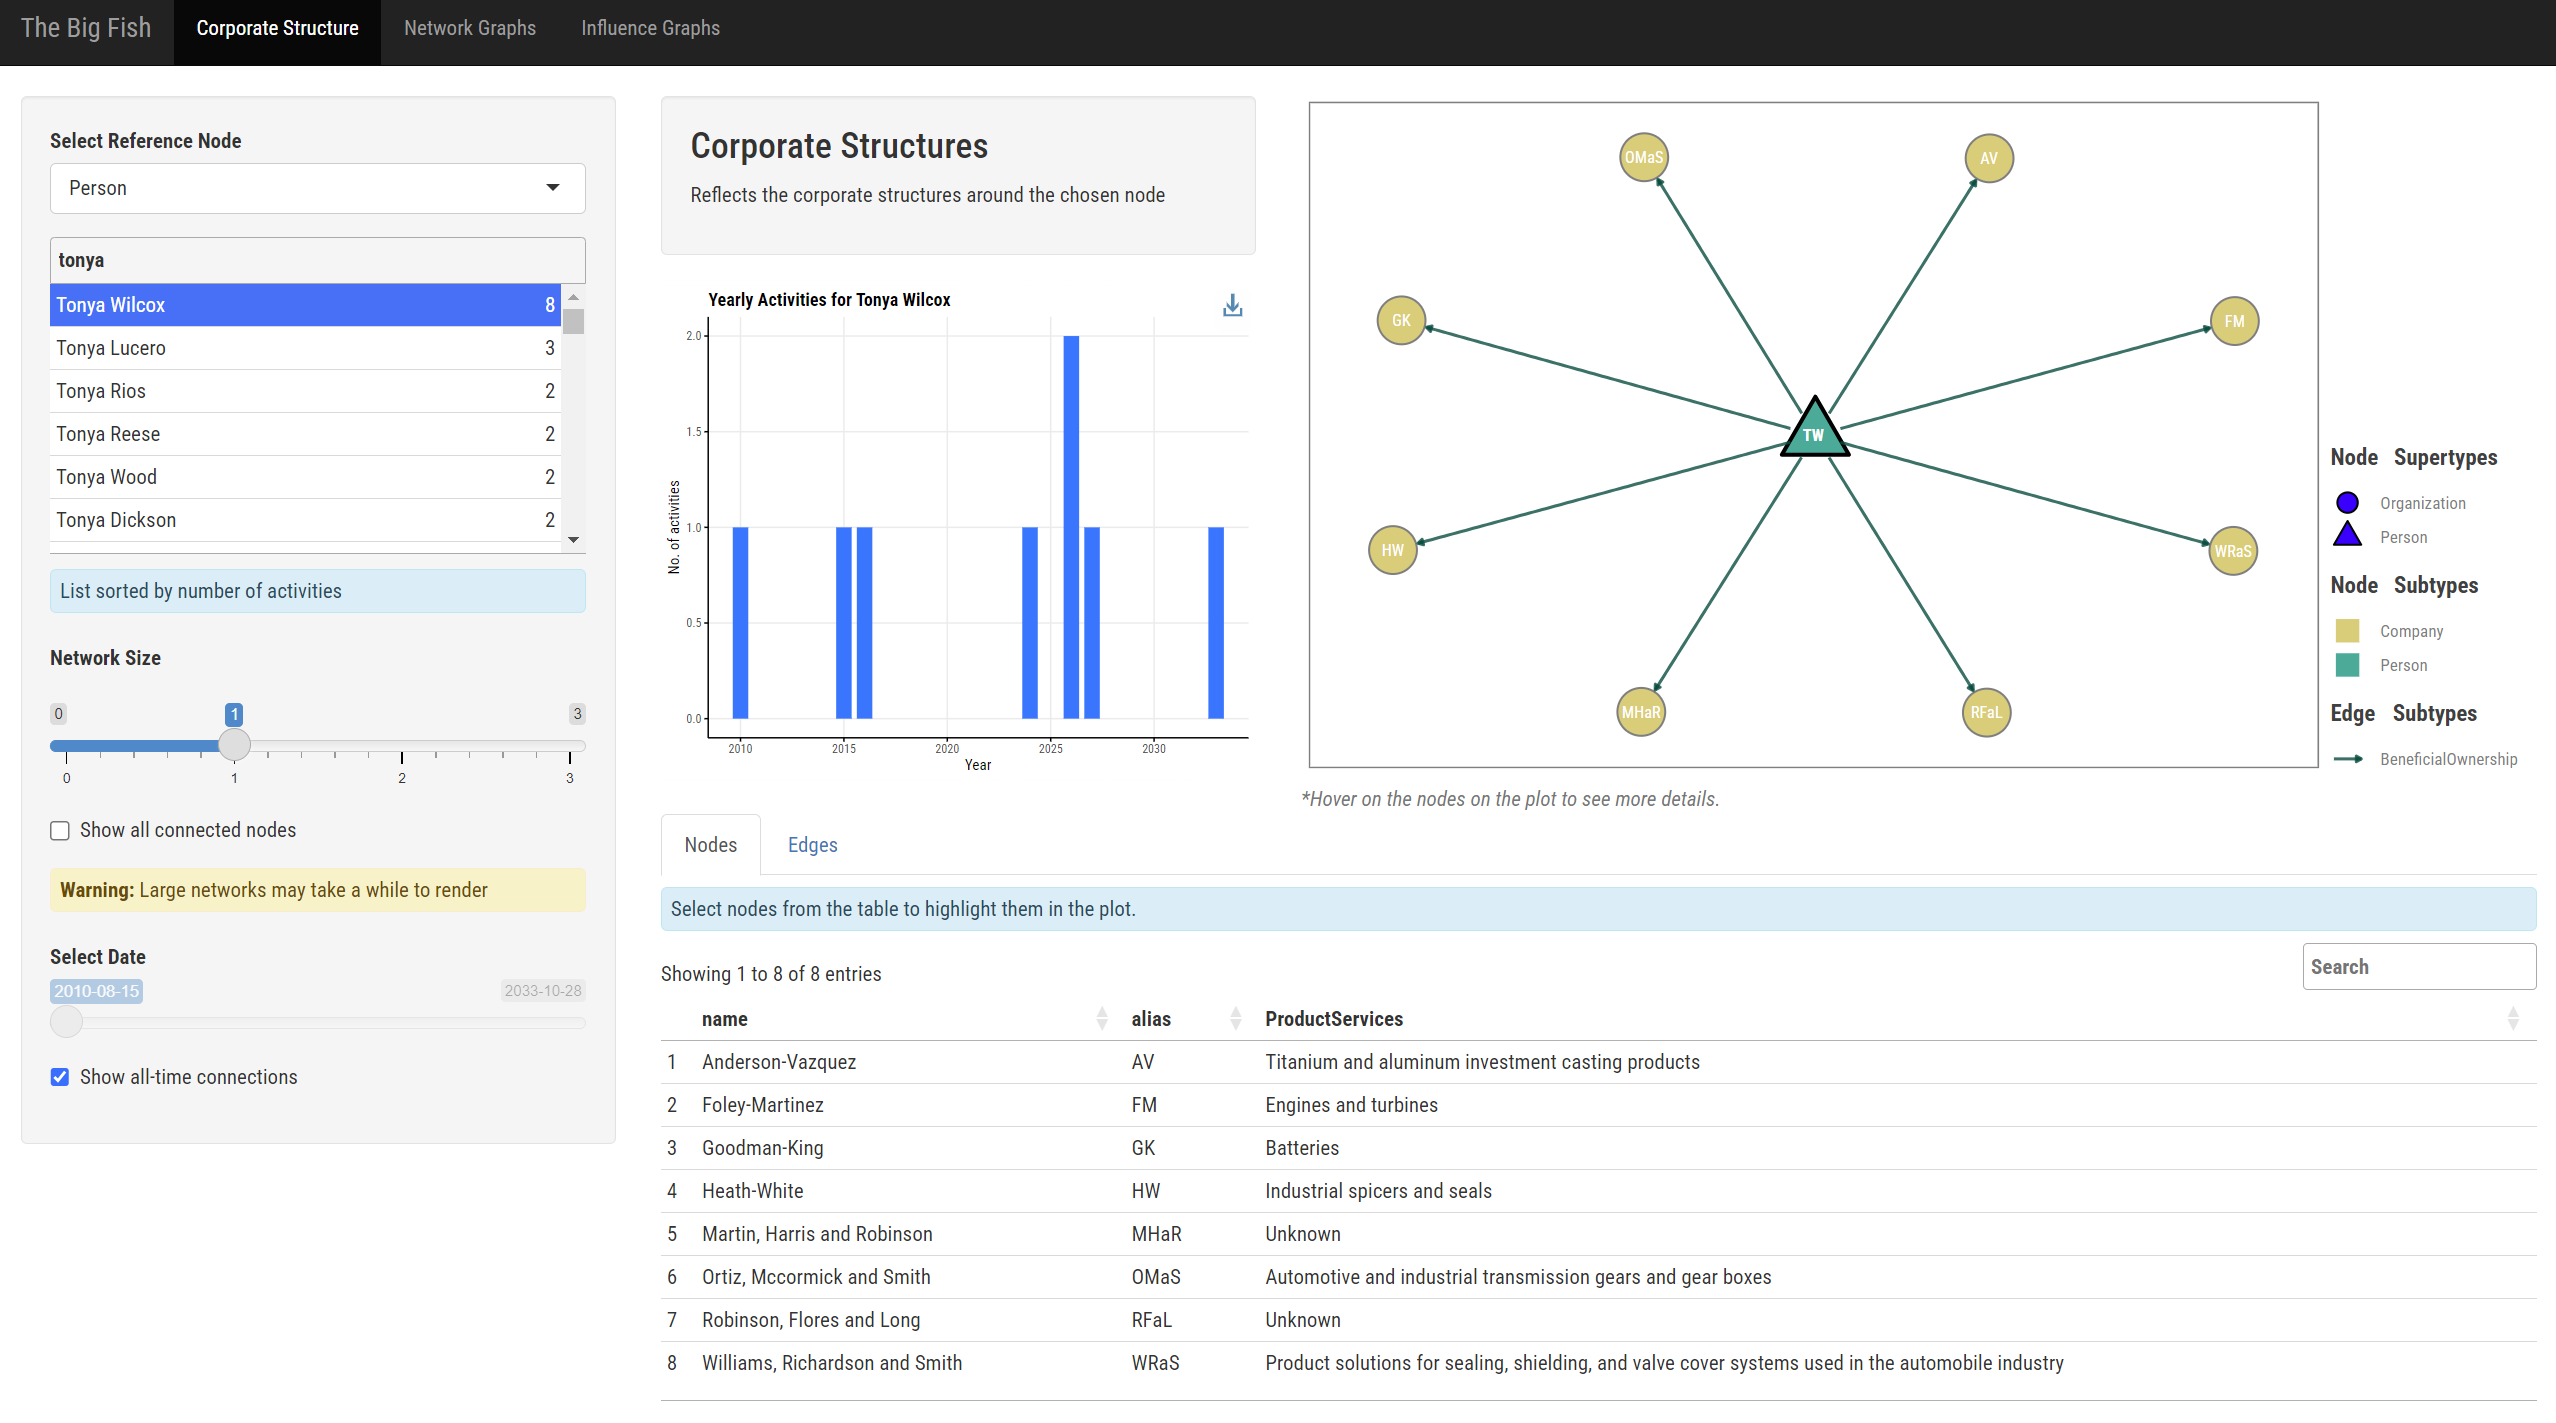 The Big Fish Corporate Structure Network Graphs Influence Graphs
Select Reference Node
Person
tonya
Tonya Wilcox 8
Tonya Lucero 3
Tonya Rios 2
Tonya Reese 2
Tonya Wood 2
Tonya Dickson 2
List sorted by number of activities
Network Size
0 1 3
0 1 2 3
Show all connected nodes
Warning: Large networks may take a while to render
Select Date
2010-08-15 2033-10-28
Show all-time connections
Corporate Structures
Reflects the corporate structures around the chosen node
Yearly Activities for Tonya Wilcox
No. of activities
2.0
1.5
1.0
0.5
0.0
2010 2015 2020 2025 2030
Year
OMaS AV
GK FM
TW
HW WRaS
MHaR RFaL
Node Supertypes
Organization
Person
Node Subtypes
Company
Person
Edge Subtypes
BeneficialOwnership
*Hover on the nodes on the plot to see more details.
Nodes Edges
Select nodes from the table to highlight them in the plot.
Showing 1 to 8 of 8 entries
Search
name alias ProductServices
1 Anderson-Vazquez AV Titanium and aluminum investment casting products
2 Foley-Martinez FM Engines and turbines
3 Goodman-King GK Batteries
4 Heath-White HW Industrial spicers and seals
5 Martin, Harris and Robinson MHaR Unknown
6 Ortiz, Mccormick and Smith OMaS Automotive and industrial transmission gears and gear boxes
7 Robinson, Flores and Long RFaL Unknown
8 Williams, Richardson and Smith WRaS Product solutions for sealing, shielding, and valve cover systems used in the automobile industry